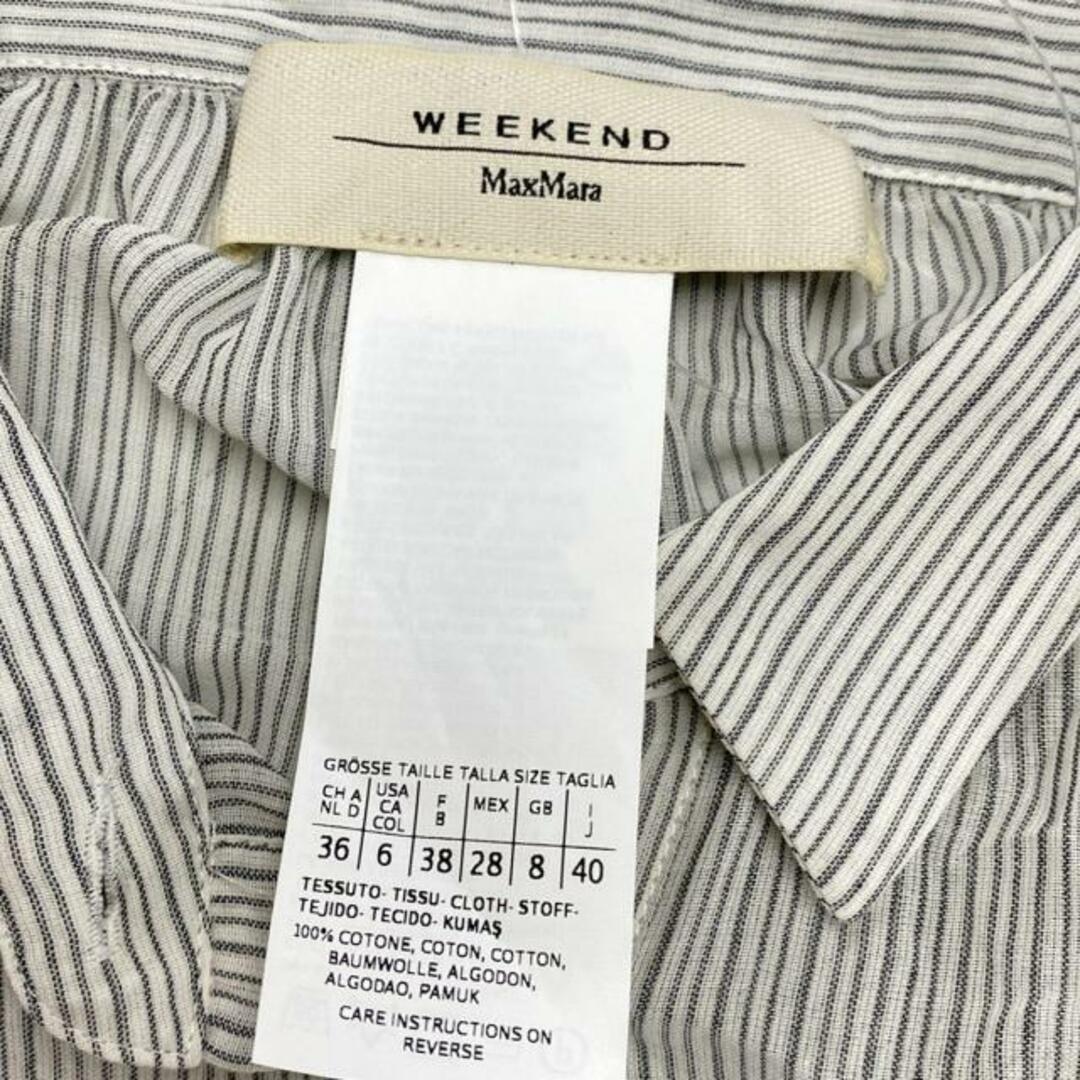 WEEKEND
MaxMara
GRÖSSE TAILLE TALLA SIZE TAGLIA
CH A USA F MEX GB I
NL D CA B J
COL
36 6 38 28 8 40
TESSUTO- TISSU- CLOTH- STOFF-
TEJIDO- TECIDO- KUMAŞ
100% COTONE, COTON, COTTON,
BAUMWOLLE, ALGODON,
ALGODAO, PAMUK
CARE INSTRUCTIONS ON
REVERSE